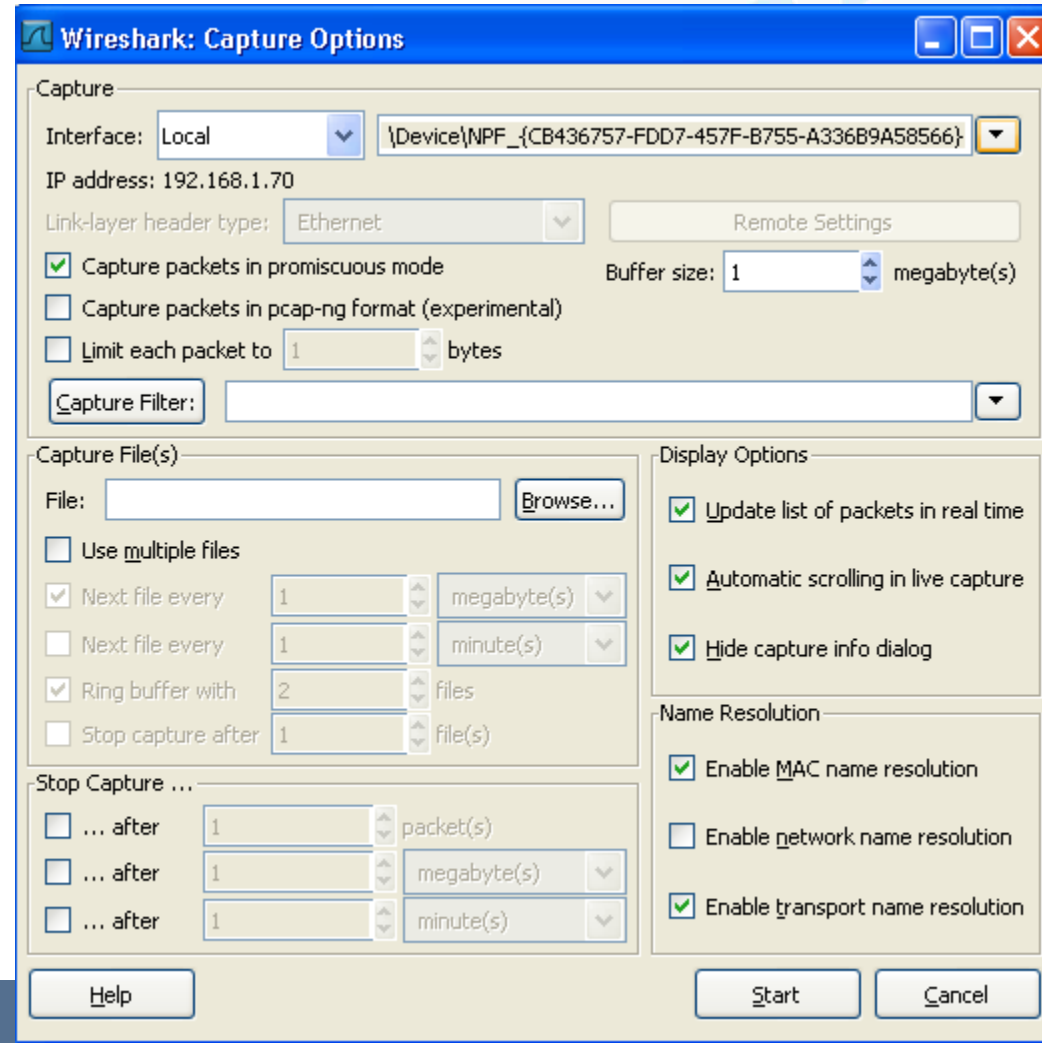 Wireshark: Capture Options
Capture
Interface: Local \Device\NPF_{CB436757-FDD7-457F-B755-A336B9A58566}
IP address: 192.168.1.70
Link-layer header type: Ethernet Remote Settings
Capture packets in promiscuous mode Buffer size: 1 megabyte(s)
Capture packets in pcap-ng format (experimental)
Limit each packet to 1 bytes
Capture Filter:
Capture File(s)
File: Browse...
Use multiple files
Next file every 1 megabyte(s)
Next file every 1 minute(s)
Ring buffer with 2 files
Stop capture after 1 file(s)
Stop Capture ...
... after 1 packet(s)
... after 1 megabyte(s)
... after 1 minute(s)
Display Options
Update list of packets in real time
Automatic scrolling in live capture
Hide capture info dialog
Name Resolution
Enable MAC name resolution
Enable network name resolution
Enable transport name resolution
Help Start Cancel